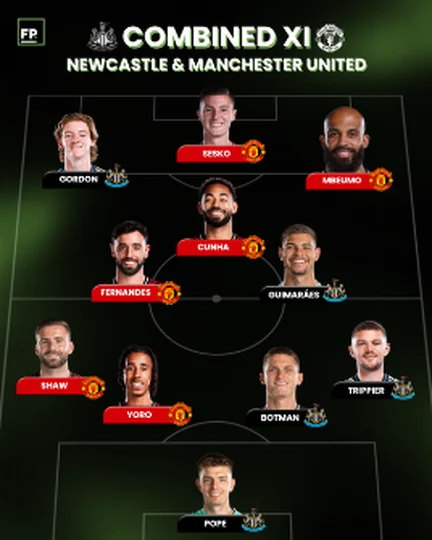 FP
COMBINED XI
NEWCASTLE & MANCHESTER UNITED
SESKO
GORDON
MBEUMO
CUNHA
FERNANDES
GUIMARÃES
SHAW
YORO
BOTMAN
TRIPPIER
POPE